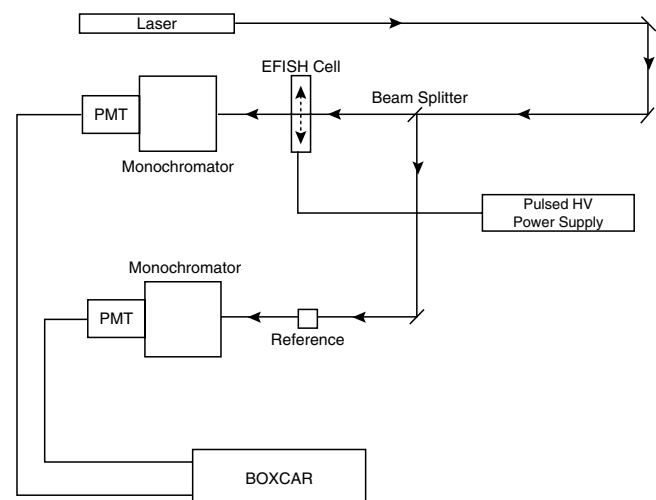 Laser
EFISH Cell
Beam Splitter
PMT
Monochromator
Pulsed HV
Power Supply
Monochromator
PMT
Reference
BOXCAR